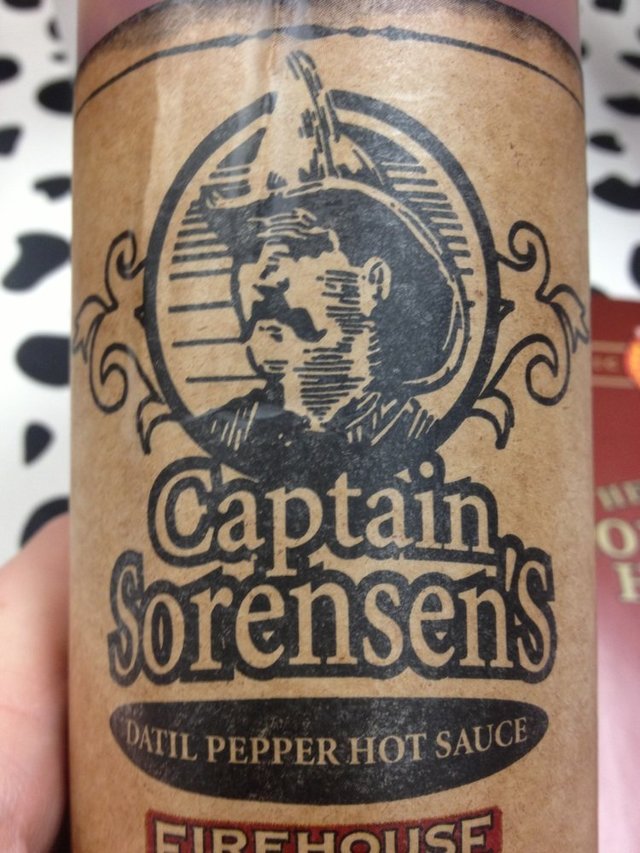 Captain
Sorensen's
DATIL PEPPER HOT SAUCE
FIREHOUSE